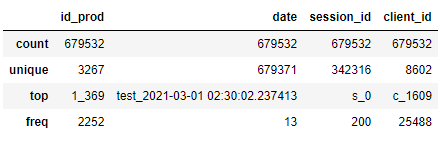 id_prod date session_id client_id
count 679532 679532 679532 679532
unique 3267 679371 342316 8602
top 1_369 test_2021-03-01 02:30:02.237413 s_0 c_1609
freq 2252 13 200 25488